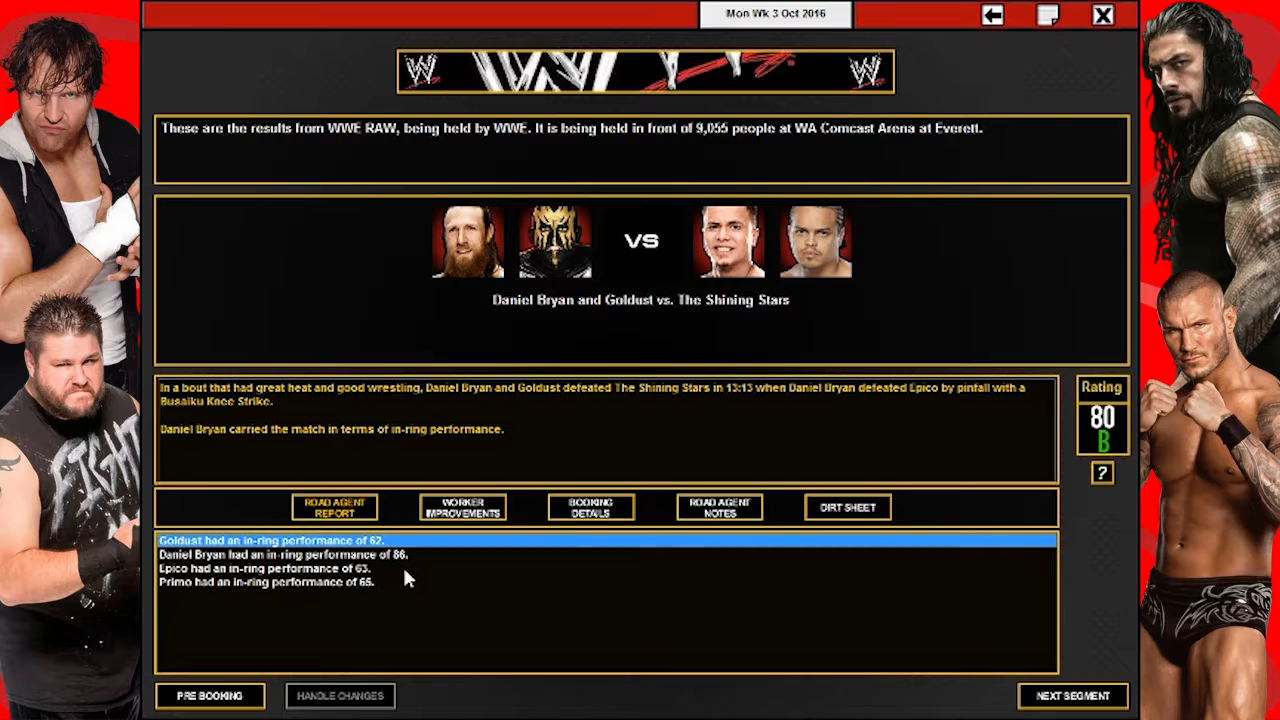 Mon Wk 3 Oct 2016
These are the results from WWE RAW, being held by WWE. It is being held in front of 9,055 people at WA Comcast Arena at Everett.
VS
Daniel Bryan and Goldust vs. The Shining Stars
In a bout that had great heat and good wrestling, Daniel Bryan and Goldust defeated The Shining Stars in 13:13 when Daniel Bryan defeated Epico by pinfall with a
Busaiku Knee Strike.
Daniel Bryan carried the match in terms of in-ring performance.
Rating
80
B
?
ROAD AGENT
REPORT
WORKER
IMPROVEMENTS
BOOKING
DETAILS
ROAD AGENT
NOTES
DIRT SHEET
Goldust had an in-ring performance of 62.
Daniel Bryan had an in-ring performance of 86.
Epico had an in-ring performance of 63.
Primo had an in-ring performance of 65.
PRE BOOKING
HANDLE CHANGES
NEXT SEGMENT
FIGHT